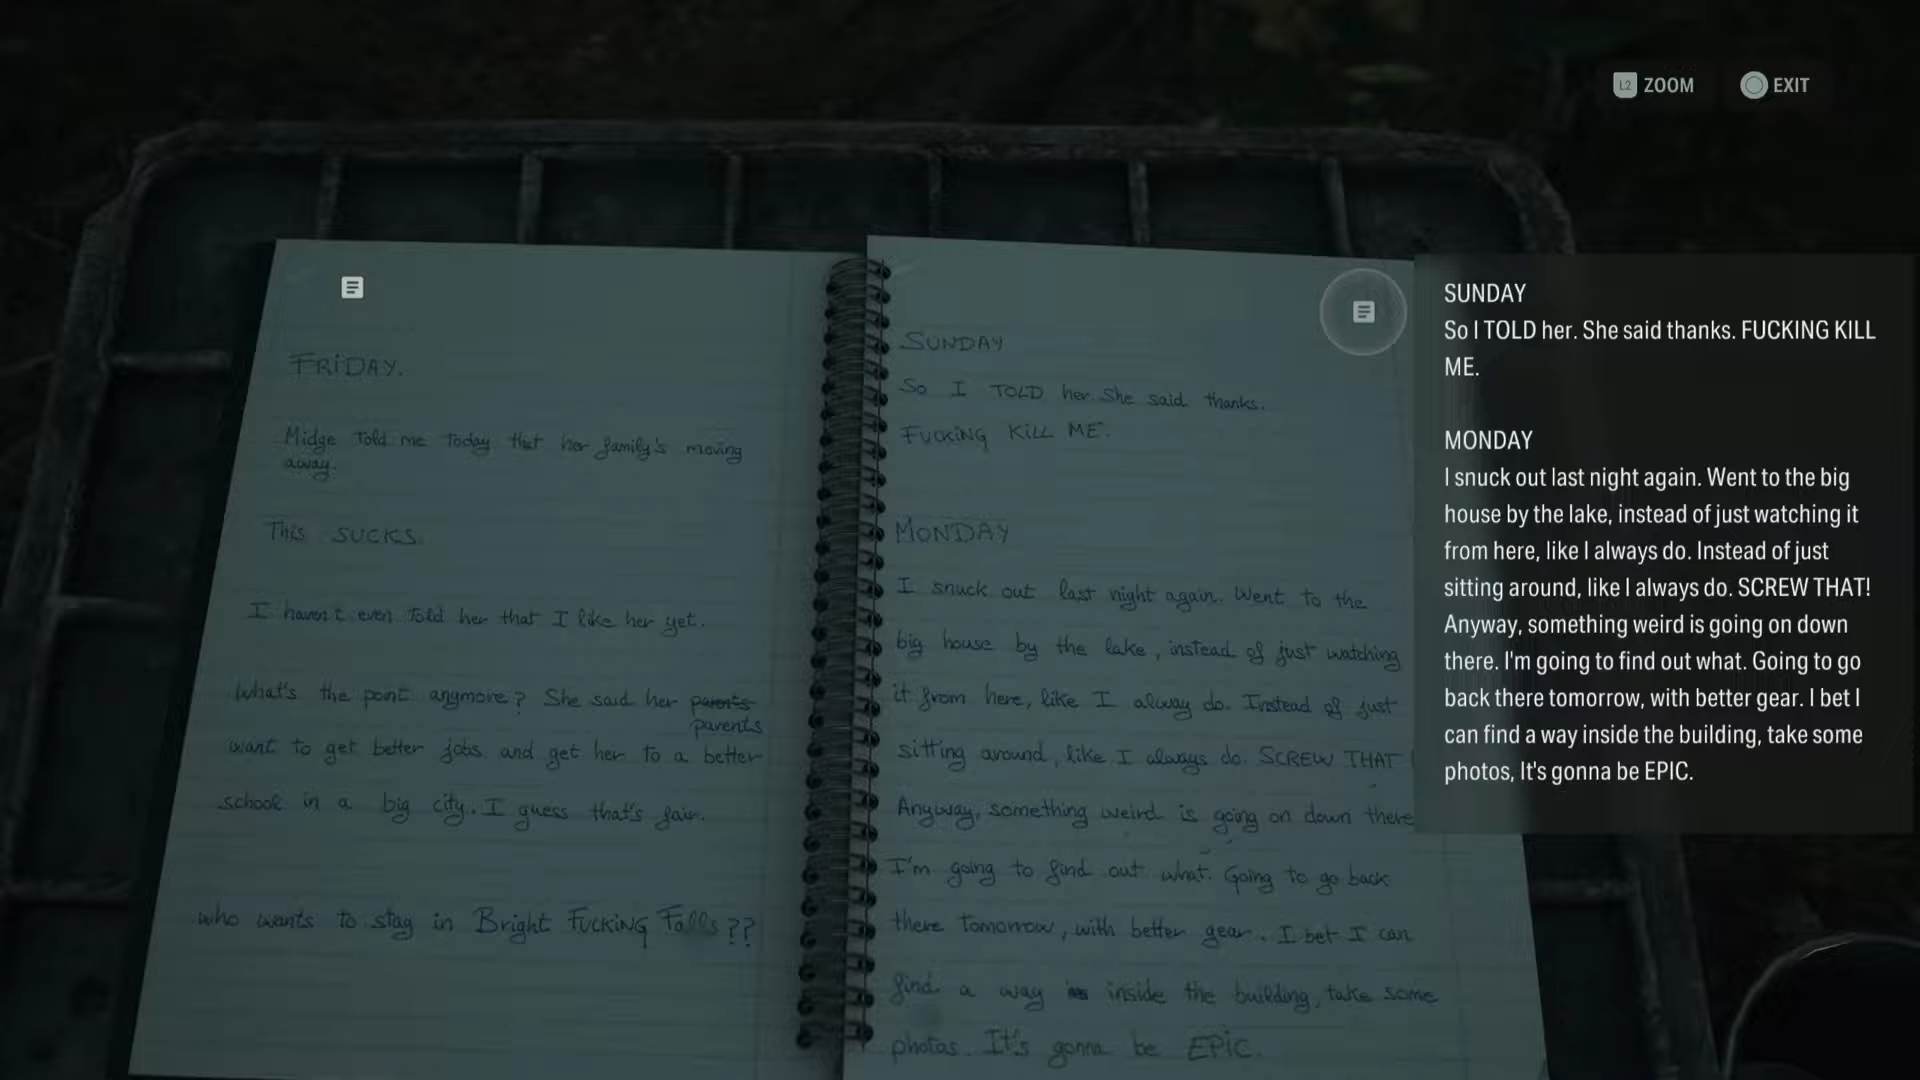 L2 ZOOM EXIT
FRIDAY.
Midge Told me Today that her family's moving
away.
This SUCKS
I haven't even Told her that I like her yet.
What's the point anymore? She said her parents
parents
want to get better jobs and get her to a better
school in a big city. I guess that's fair.
who wants to stay in Bright FUCKING Falls??
SUNDAY
So I TOLD her. She said thanks.
FUCKING KILL ME.
MONDAY
I snuck out last night again. Went to the
big house by the lake, instead of just watching
it from here, like I alway do. Instead of just
sitting around, like I always do. SCREW THAT!
Anyway, something weird is going on down there
I'm going to find out what. Going to go back
there Tomorrow, with better gear. I bet I can
find a way inside the building, take some
photos. It's gonna be EPIC.
SUNDAY
So I TOLD her. She said thanks. FUCKING KILL
ME.
MONDAY
I snuck out last night again. Went to the big
house by the lake, instead of just watching it
from here, like I always do. Instead of just
sitting around, like I always do. SCREW THAT!
Anyway, something weird is going on down
there. I'm going to find out what. Going to go
back there tomorrow, with better gear. I bet I
can find a way inside the building, take some
photos, It's gonna be EPIC.